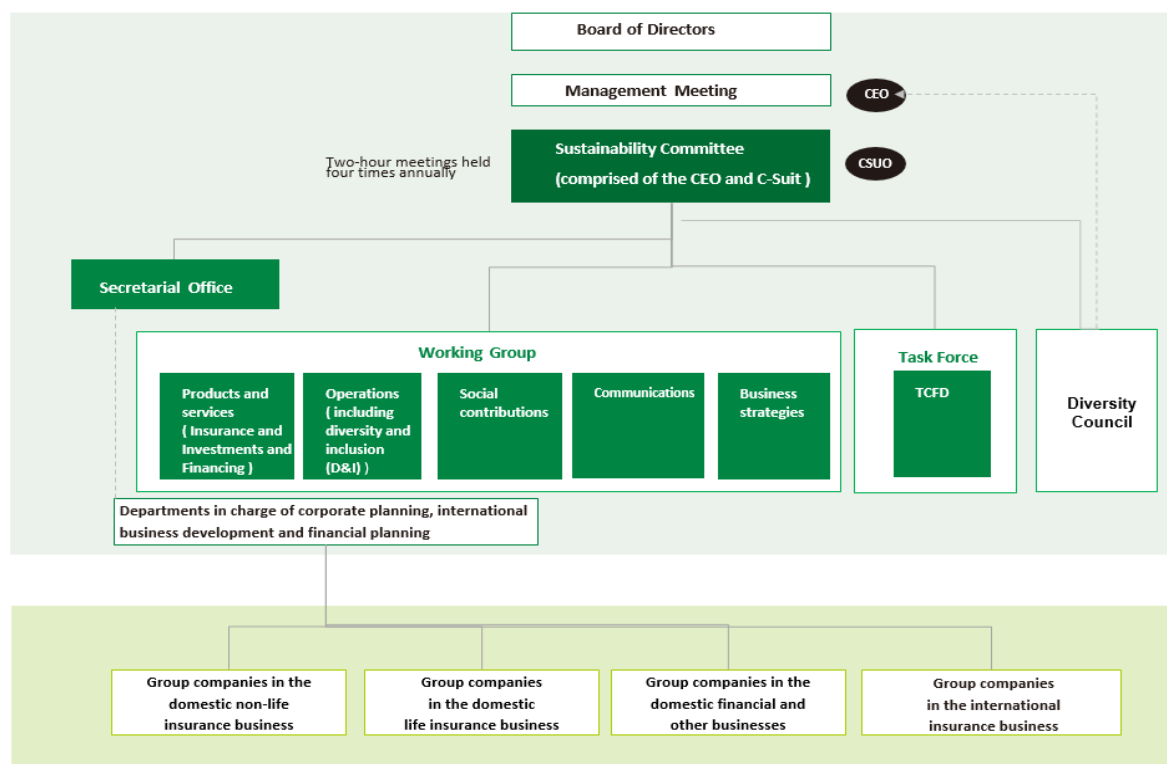 Board of Directors
Management Meeting
CEO
Two-hour meetings held
four times annually
Sustainability Committee
(comprised of the CEO and C-Suit )
CSUO
Secretarial Office
Working Group
Products and
services
( Insurance and
Investments and
Financing )
Operations
( including
diversity and
inclusion
(D&I) )
Social
contributions
Communications
Business
strategies
Task Force
TCFD
Diversity
Council
Departments in charge of corporate planning, international
business development and financial planning
Group companies in the
domestic non-life
insurance business
Group companies
in the domestic
life insurance business
Group companies in the
domestic financial and
other businesses
Group companies
in the international
insurance business